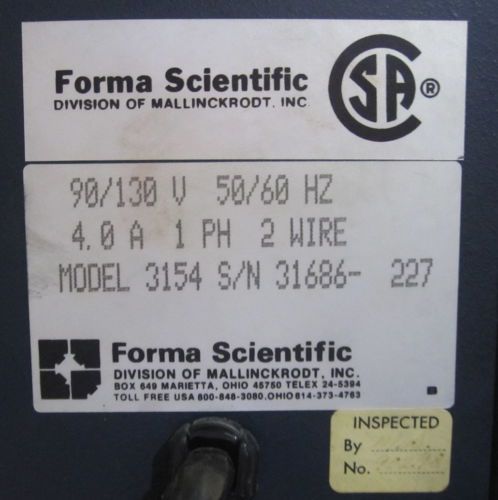 Forma Scientific
DIVISION OF MALLINCKRODT, INC.
CSA ®
90/130 V 50/60 HZ
4.0 A 1 PH 2 WIRE
MODEL 3154 S/N 31686- 227
Forma Scientific
DIVISION OF MALLINCKRODT, INC.
BOX 649 MARIETTA, OHIO 45750 TELEX 24-5394
TOLL FREE USA 800-848-3080, OHIO 614-373-4763
INSPECTED
By
No.